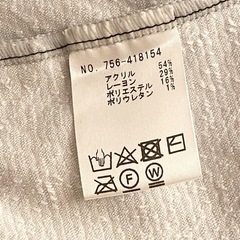 NO. 756-418154
アクリル 54%
レーヨン 29%
ポリエステル 16%
ポリウレタン 1%
F
W